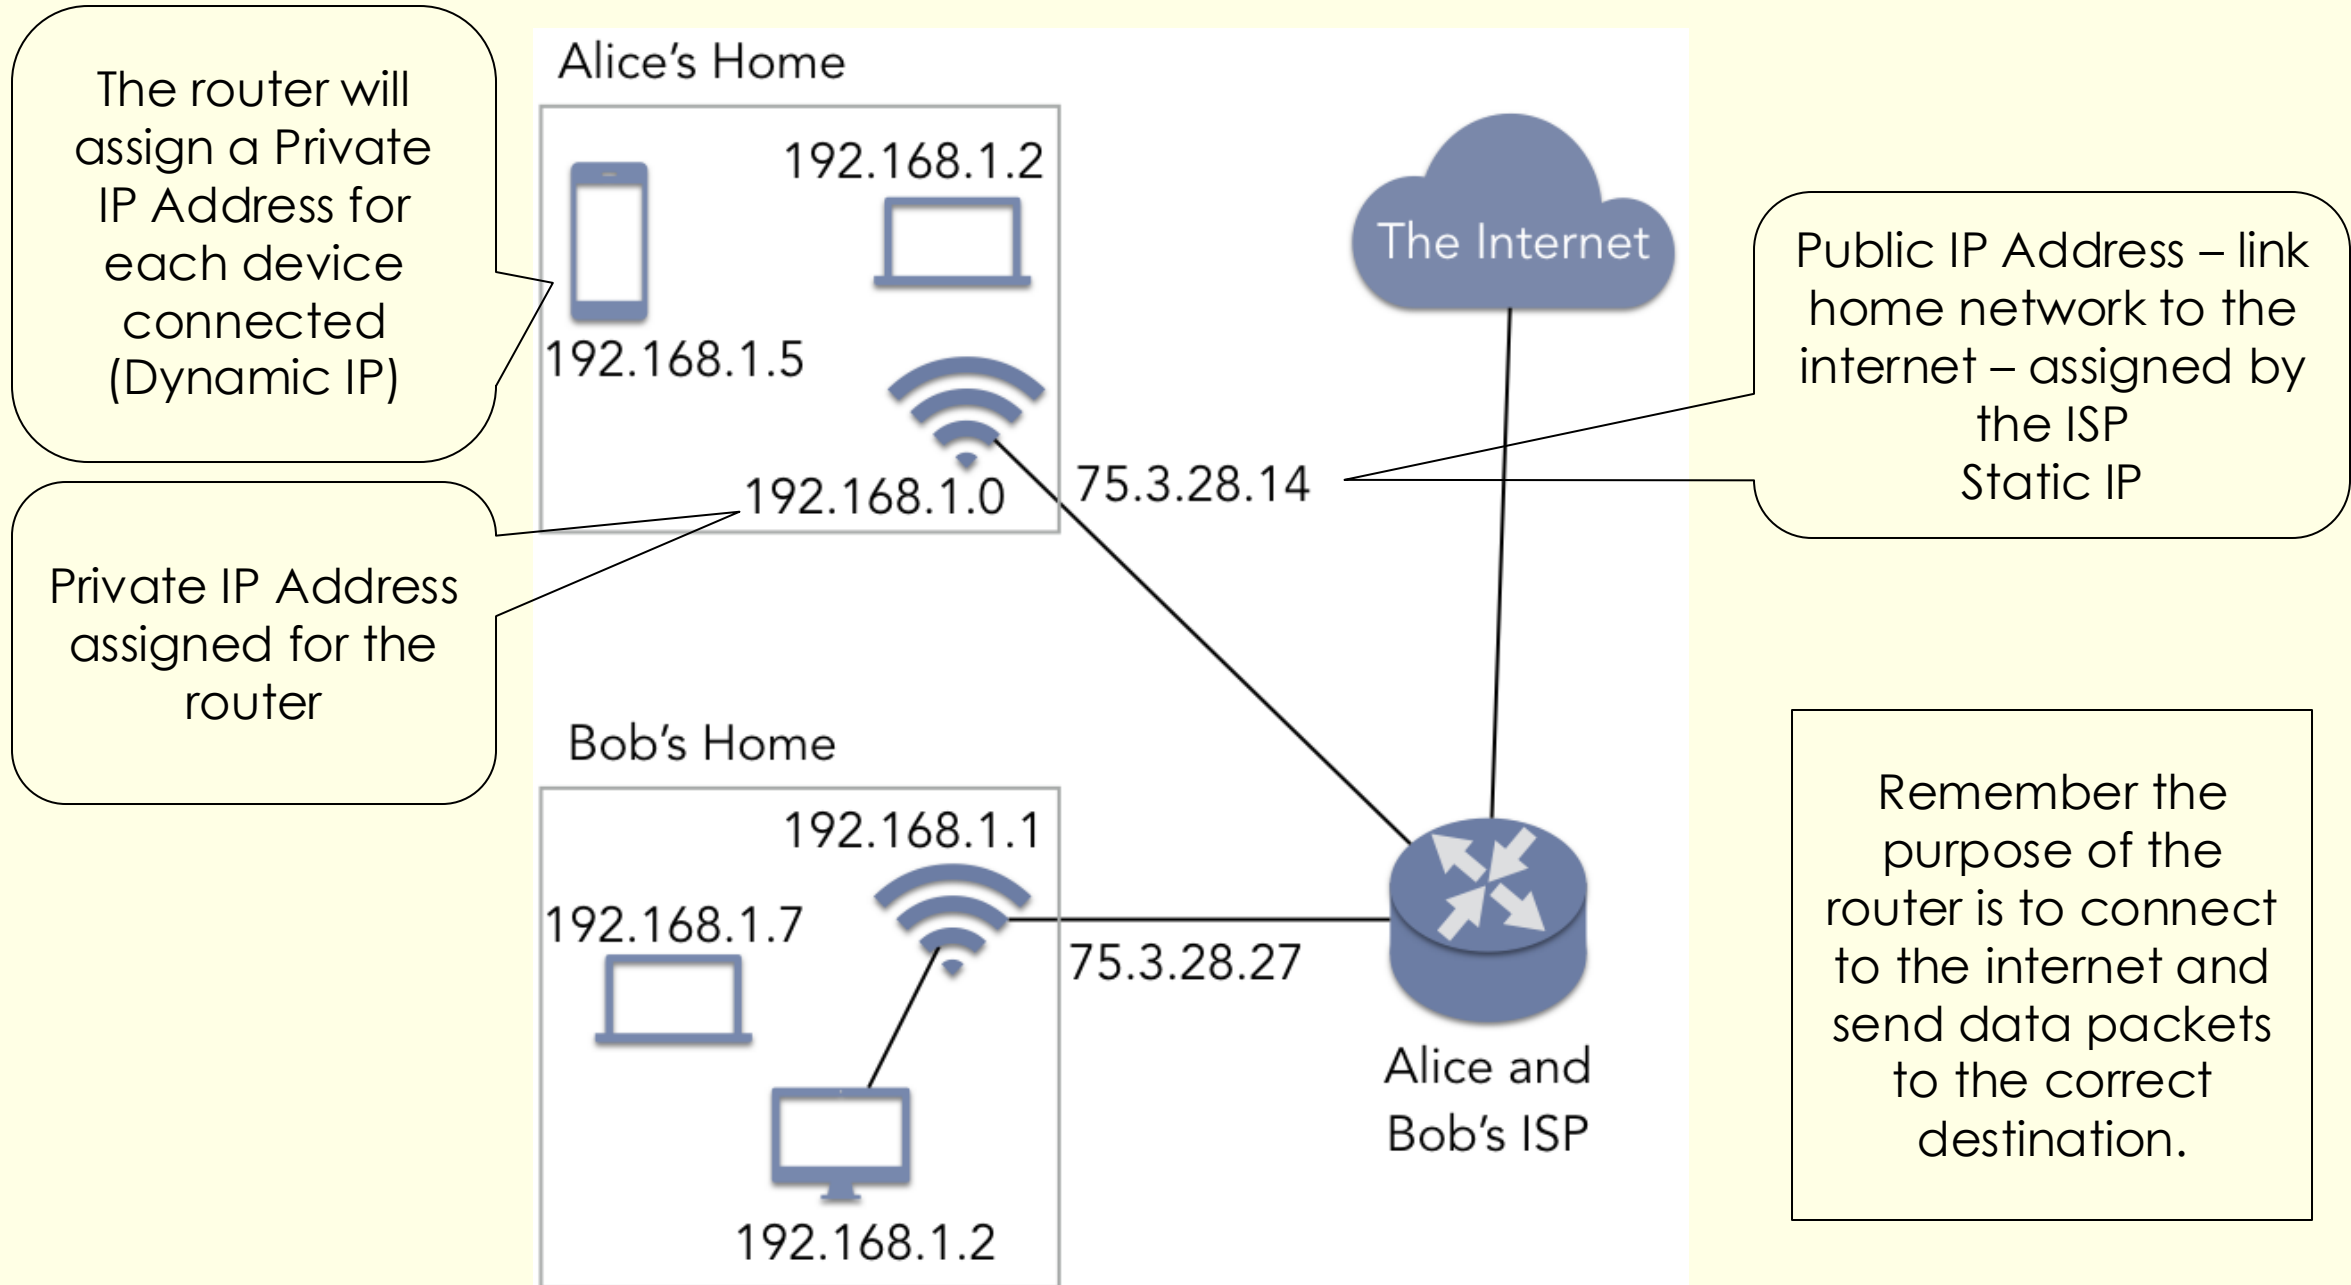 The router will
assign a Private
IP Address for
each device
connected
(Dynamic IP)
Private IP Address
assigned for the
router
Alice's Home
192.168.1.2
192.168.1.5
192.168.1.0
75.3.28.14
The Internet
Public IP Address – link
home network to the
internet – assigned by
the ISP
Static IP
Bob's Home
192.168.1.1
192.168.1.7
75.3.28.27
192.168.1.2
Alice and
Bob's ISP
Remember the
purpose of the
router is to connect
to the internet and
send data packets
to the correct
destination.